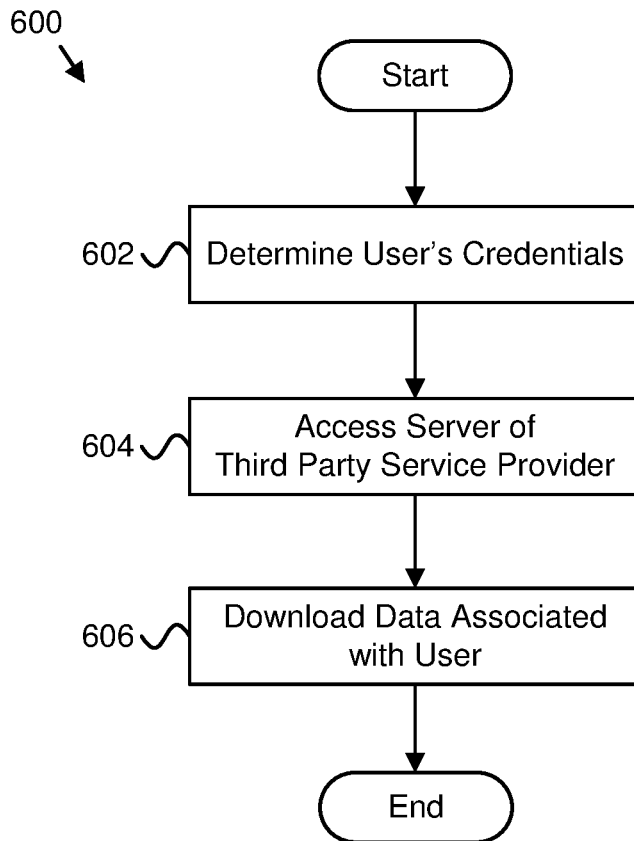 600
Start
602
Determine User's Credentials
604
Access Server of
Third Party Service Provider
606
Download Data Associated
with User
End